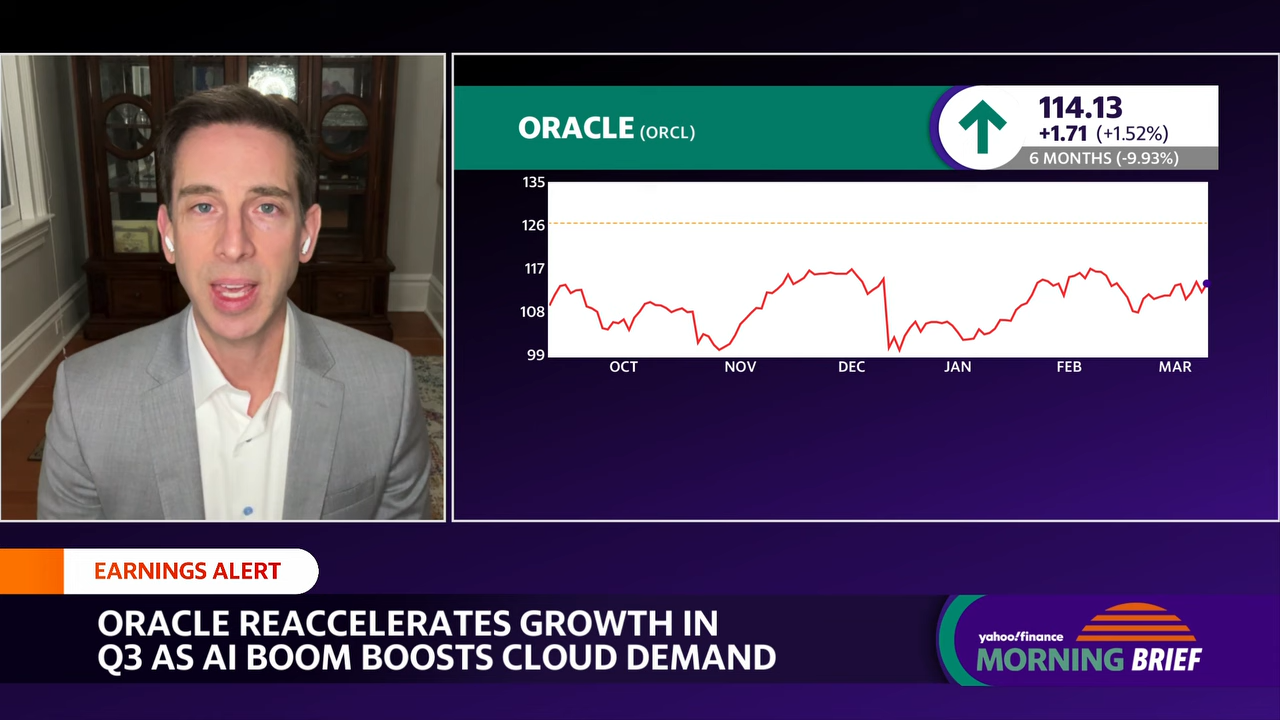 ORACLE (ORCL)
114.13
+1.71 (+1.52%)
6 MONTHS (-9.93%)
135
126
117
108
99
OCT NOV DEC JAN FEB MAR
EARNINGS ALERT
ORACLE REACCELERATES GROWTH IN
Q3 AS AI BOOM BOOSTS CLOUD DEMAND
yahoo!finance
MORNING BRIEF